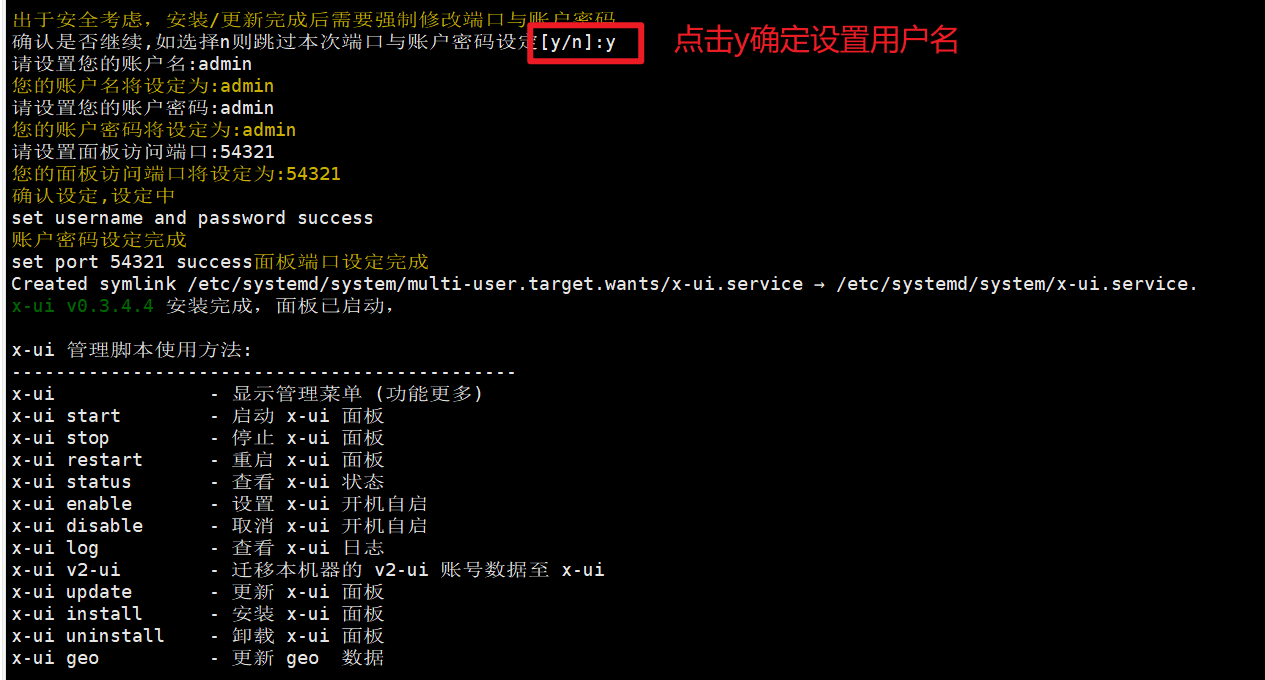 出于安全考虑，安装/更新完成后需要强制修改端口与账户密码
确认是否继续,如选择n则跳过本次端口与账户密码设定[y/n]:y
点击y确定设置用户名
请设置您的账户名:admin
您的账户名将设定为:admin
请设置您的账户密码:admin
您的账户密码将设定为:admin
请设置面板访问端口:54321
您的面板访问端口将设定为:54321
确认设定,设定中
set username and password success
账户密码设定完成
set port 54321 success面板端口设定完成
Created symlink /etc/systemd/system/multi-user.target.wants/x-ui.service → /etc/systemd/system/x-ui.service.
x-ui v0.3.4.4 安装完成，面板已启动，
x-ui 管理脚本使用方法:
----------------------------------------------
x-ui              - 显示管理菜单 (功能更多)
x-ui start        - 启动 x-ui 面板
x-ui stop         - 停止 x-ui 面板
x-ui restart      - 重启 x-ui 面板
x-ui status       - 查看 x-ui 状态
x-ui enable       - 设置 x-ui 开机自启
x-ui disable      - 取消 x-ui 开机自启
x-ui log          - 查看 x-ui 日志
x-ui v2-ui        - 迁移本机器的 v2-ui 账号数据至 x-ui
x-ui update       - 更新 x-ui 面板
x-ui install      - 安装 x-ui 面板
x-ui uninstall    - 卸载 x-ui 面板
x-ui geo          - 更新 geo  数据